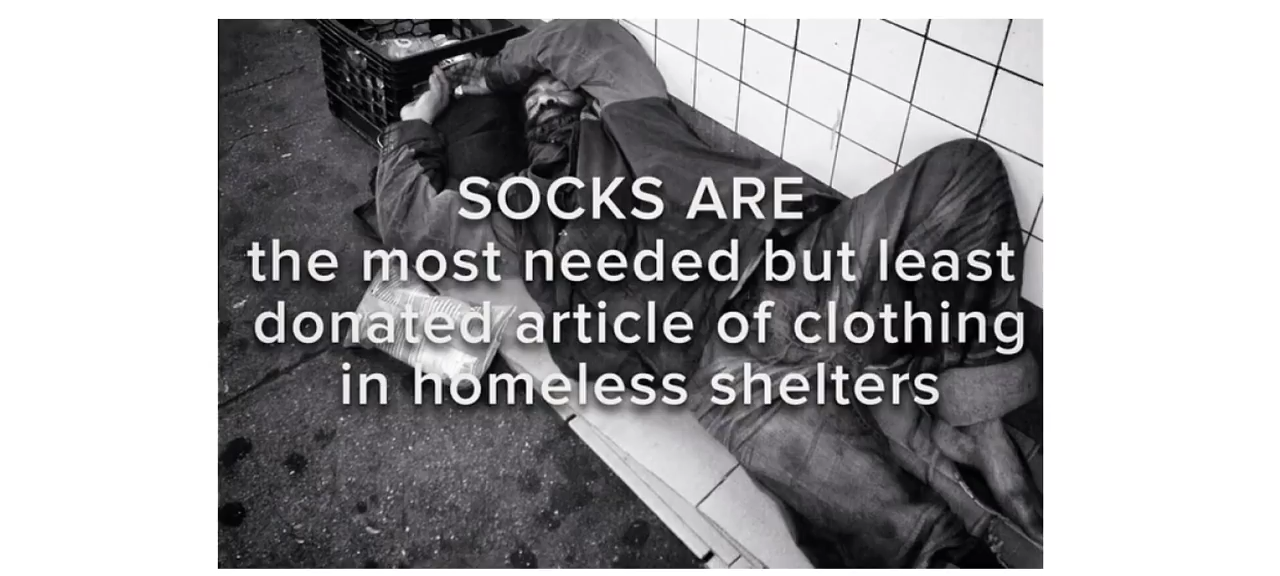 SOCKS ARE
the most needed but least
donated article of clothing
in homeless shelters